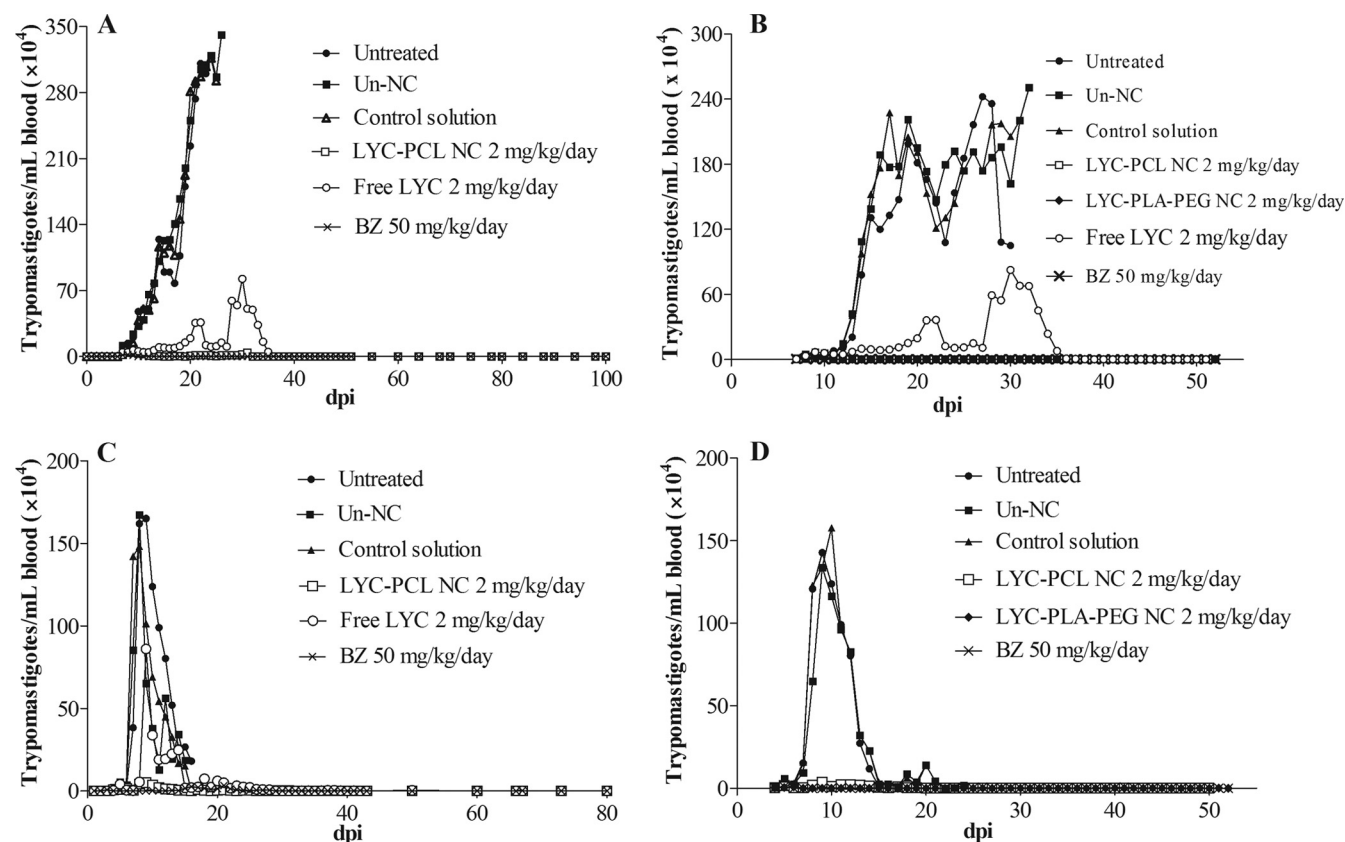 A
Trypomastigotes/mL blood (×10⁴)
350
280
210
140
70
0
Untreated
Un-NC
Control solution
LYC-PCL NC 2 mg/kg/day
Free LYC 2 mg/kg/day
BZ 50 mg/kg/day
0 20 40 60 80 100
dpi
B
Trypomastigotes/mL blood ( x 10⁴)
300
240
180
120
60
0
Untreated
Un-NC
Control solution
LYC-PCL NC 2 mg/kg/day
LYC-PLA-PEG NC 2 mg/kg/day
Free LYC 2 mg/kg/day
BZ 50 mg/kg/day
0 10 20 30 40 50
dpi
C
Trypomastigotes/mL blood (×10⁴)
200
150
100
50
0
Untreated
Un-NC
Control solution
LYC-PCL NC 2 mg/kg/day
Free LYC 2 mg/kg/day
BZ 50 mg/kg/day
0 20 40 60 80
dpi
D
Trypomastigotes/mL blood (×10⁴)
200
150
100
50
0
Untreated
Un-NC
Control solution
LYC-PCL NC 2 mg/kg/day
LYC-PLA-PEG NC 2 mg/kg/day
BZ 50 mg/kg/day
0 10 20 30 40 50
dpi